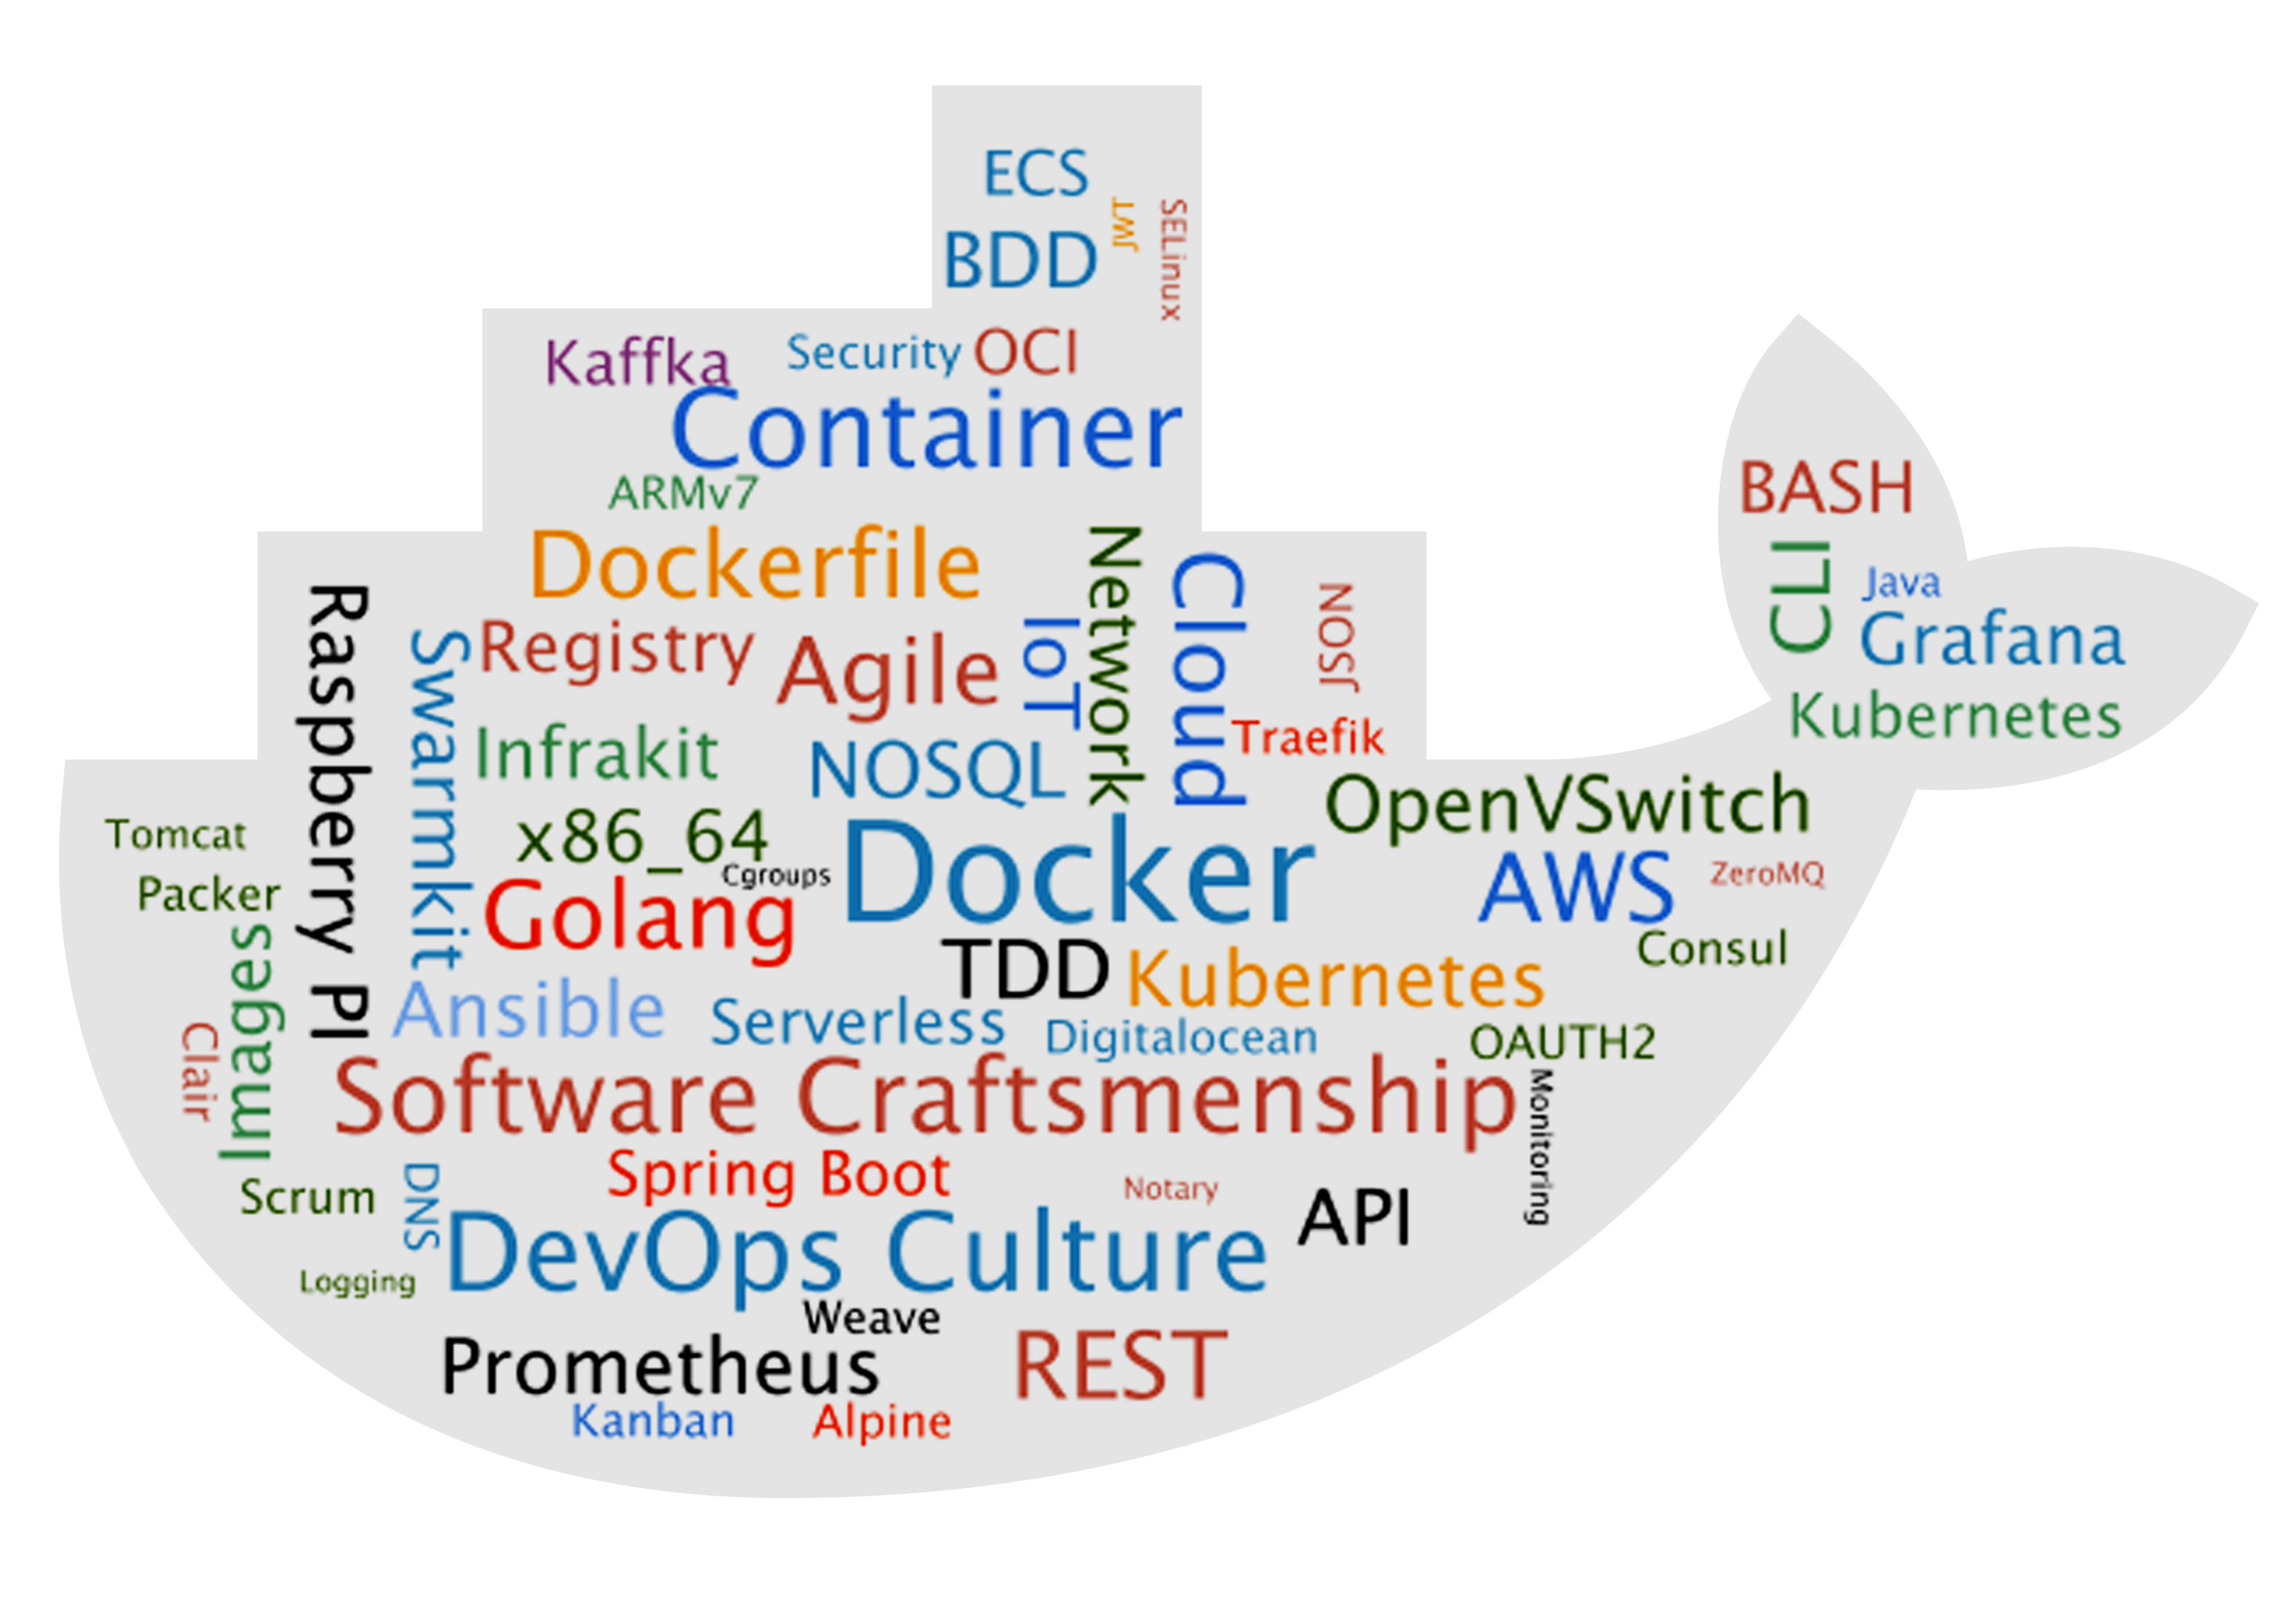 ECS
JWT
SELinux
BDD
Kaffka
Security
OCI
Container
ARMv7
BASH
Dockerfile
Network
Cloud
JSON
CLI
Java
Grafana
Kubernetes
Raspberry PI
Swarmkit
Registry
Agile
IoT
Infrakit
NOSQL
Traefik
OpenVSwitch
Tomcat
x86_64
Docker
Cgroups
AWS
ZeroMQ
Packer
Golang
Images
TDD
Kubernetes
Consul
Ansible
Serverless
Digitalocean
OAUTH2
Clair
Software Craftsmenship
Monitoring
Scrum
DNS
Spring Boot
Notary
API
DevOps Culture
Logging
Weave
Prometheus
REST
Kanban
Alpine